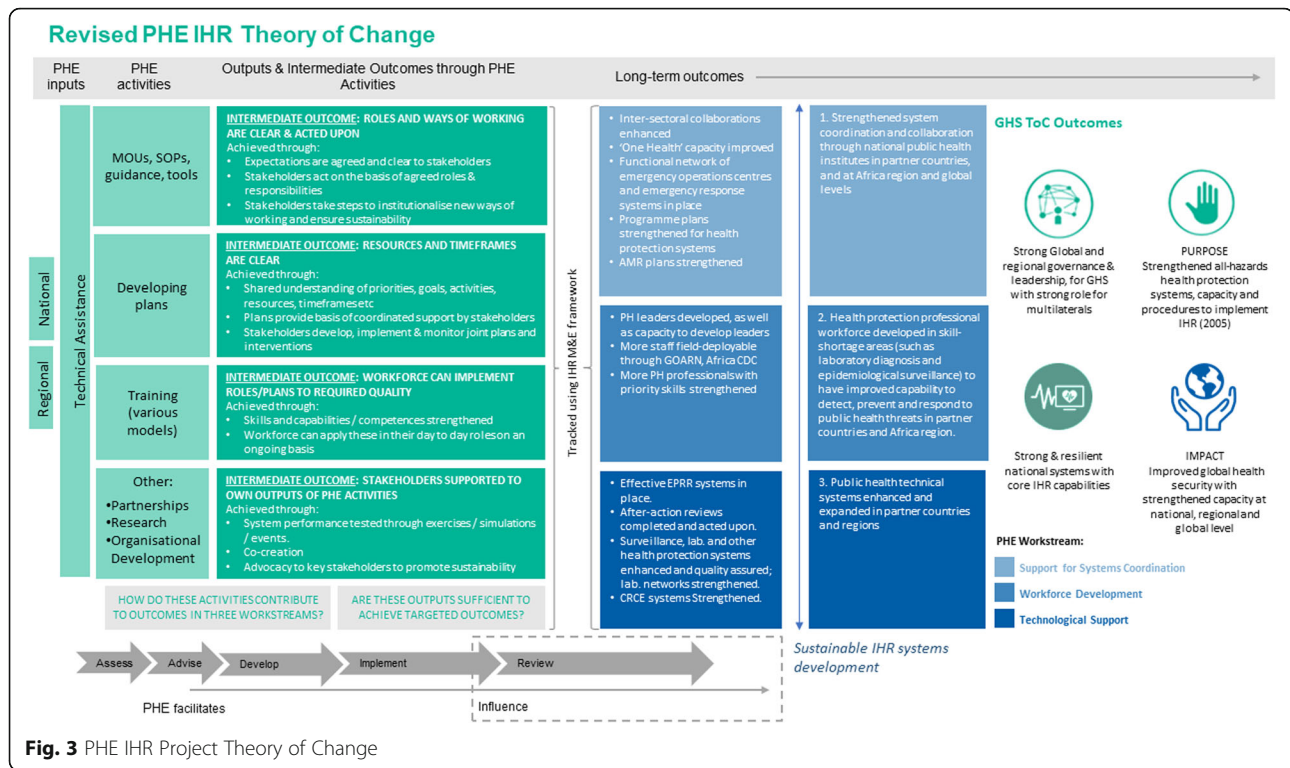 Revised PHE IHR Theory of Change
PHE
inputs
PHE
activities
Outputs & Intermediate Outcomes through PHE
Activities
Long-term outcomes
National
Regional
Technical Assistance
MOUs, SOPs,
guidance, tools
Developing
plans
Training
(various
models)
Other:
•Partnerships
•Research
•Organisational
Development
INTERMEDIATE OUTCOME: ROLES AND WAYS OF WORKING
ARE CLEAR & ACTED UPON
Achieved through:
• Expectations are agreed and clear to stakeholders
• Stakeholders act on the basis of agreed roles &
responsibilities
• Stakeholders take steps to institutionalise new ways of
working and ensure sustainability
INTERMEDIATE OUTCOME: RESOURCES AND TIMEFRAMES
ARE CLEAR
Achieved through:
• Shared understanding of priorities, goals, activities,
resources, timeframes etc
• Plans provide basis of coordinated support by stakeholders
• Stakeholders develop, implement & monitor joint plans and
interventions
INTERMEDIATE OUTCOME: WORKFORCE CAN IMPLEMENT
ROLES/PLANS TO REQUIRED QUALITY
Achieved through:
• Skills and capabilities / competences strengthened
• Workforce can apply these in their day to day roles on an
ongoing basis
INTERMEDIATE OUTCOME: STAKEHOLDERS SUPPORTED TO
OWN OUTPUTS OF PHE ACTIVITIES
Achieved through:
• System performance tested through exercises / simulations
/ events.
• Co-creation
• Advocacy to key stakeholders to promote sustainability
HOW DO THESE ACTIVITIES CONTRIBUTE
TO OUTCOMES IN THREE WORKSTREAMS?
ARE THESE OUTPUTS SUFFICIENT TO
ACHIEVE TARGETED OUTCOMES?
Tracked using IHR M&E framework
• Inter-sectoral collaborations
enhanced
• 'One Health' capacity improved
• Functional network of
emergency operations centres
and emergency response
systems in place
• Programme plans
strengthened for health
protection systems
• AMR plans strengthened
• PH leaders developed, as well
as capacity to develop leaders
• More staff field-deployable
through GOARN, Africa CDC
• More PH professionals with
priority skills strengthened
• Effective EPRR systems in
place.
• After-action reviews
completed and acted upon.
• Surveillance, lab. and other
health protection systems
enhanced and quality assured;
lab. networks strengthened.
• CRCE systems Strengthened.
1. Strengthened system
coordination and collaboration
through national public health
institutes in partner countries,
and at Africa region and global
levels
2. Health protection professional
workforce developed in skill-
shortage areas (such as
laboratory diagnosis and
epidemiological surveillance) to
have improved capability to
detect, prevent and respond to
public health threats in partner
countries and Africa region.
3. Public health technical
systems enhanced and
expanded in partner countries
and regions
Sustainable IHR systems
development
GHS ToC Outcomes
Strong Global and
regional governance &
leadership, for GHS
with strong role for
multilaterals
PURPOSE
Strengthened all-hazards
health protection
systems, capacity and
procedures to implement
IHR (2005)
Strong & resilient
national systems with
core IHR capabilities
IMPACT
Improved global health
security with
strengthened capacity at
national, regional and
global level
PHE Workstream:
Support for Systems Coordination
Workforce Development
Technological Support
Assess
Advise
Develop
Implement
Review
PHE facilitates
Influence
Fig. 3 PHE IHR Project Theory of Change